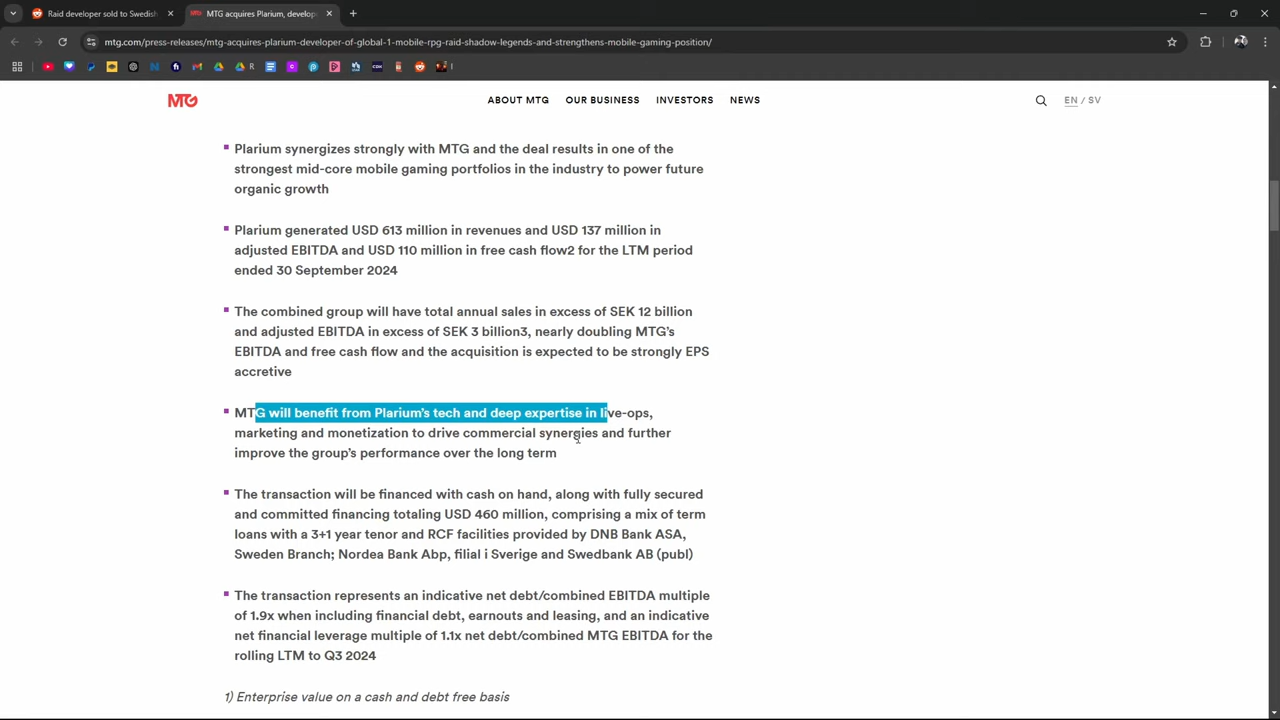 Raid developer sold to Swedish
MTG acquires Plarium, develope
mtg.com/press-releases/mtg-acquires-plarium-developer-of-global-1-mobile-rpg-raid-shadow-legends-and-strengthens-mobile-gaming-position/
MTG
ABOUT MTG
OUR BUSINESS
INVESTORS
NEWS
EN / SV
Plarium synergizes strongly with MTG and the deal results in one of the
strongest mid-core mobile gaming portfolios in the industry to power future
organic growth
Plarium generated USD 613 million in revenues and USD 137 million in
adjusted EBITDA and USD 110 million in free cash flow2 for the LTM period
ended 30 September 2024
The combined group will have total annual sales in excess of SEK 12 billion
and adjusted EBITDA in excess of SEK 3 billion3, nearly doubling MTG's
EBITDA and free cash flow and the acquisition is expected to be strongly EPS
accretive
MTG will benefit from Plarium's tech and deep expertise in live-ops,
marketing and monetization to drive commercial synergies and further
improve the group's performance over the long term
The transaction will be financed with cash on hand, along with fully secured
and committed financing totaling USD 460 million, comprising a mix of term
loans with a 3+1 year tenor and RCF facilities provided by DNB Bank ASA,
Sweden Branch; Nordea Bank Abp, filial i Sverige and Swedbank AB (publ)
The transaction represents an indicative net debt/combined EBITDA multiple
of 1.9x when including financial debt, earnouts and leasing, and an indicative
net financial leverage multiple of 1.1x net debt/combined MTG EBITDA for the
rolling LTM to Q3 2024
1) Enterprise value on a cash and debt free basis